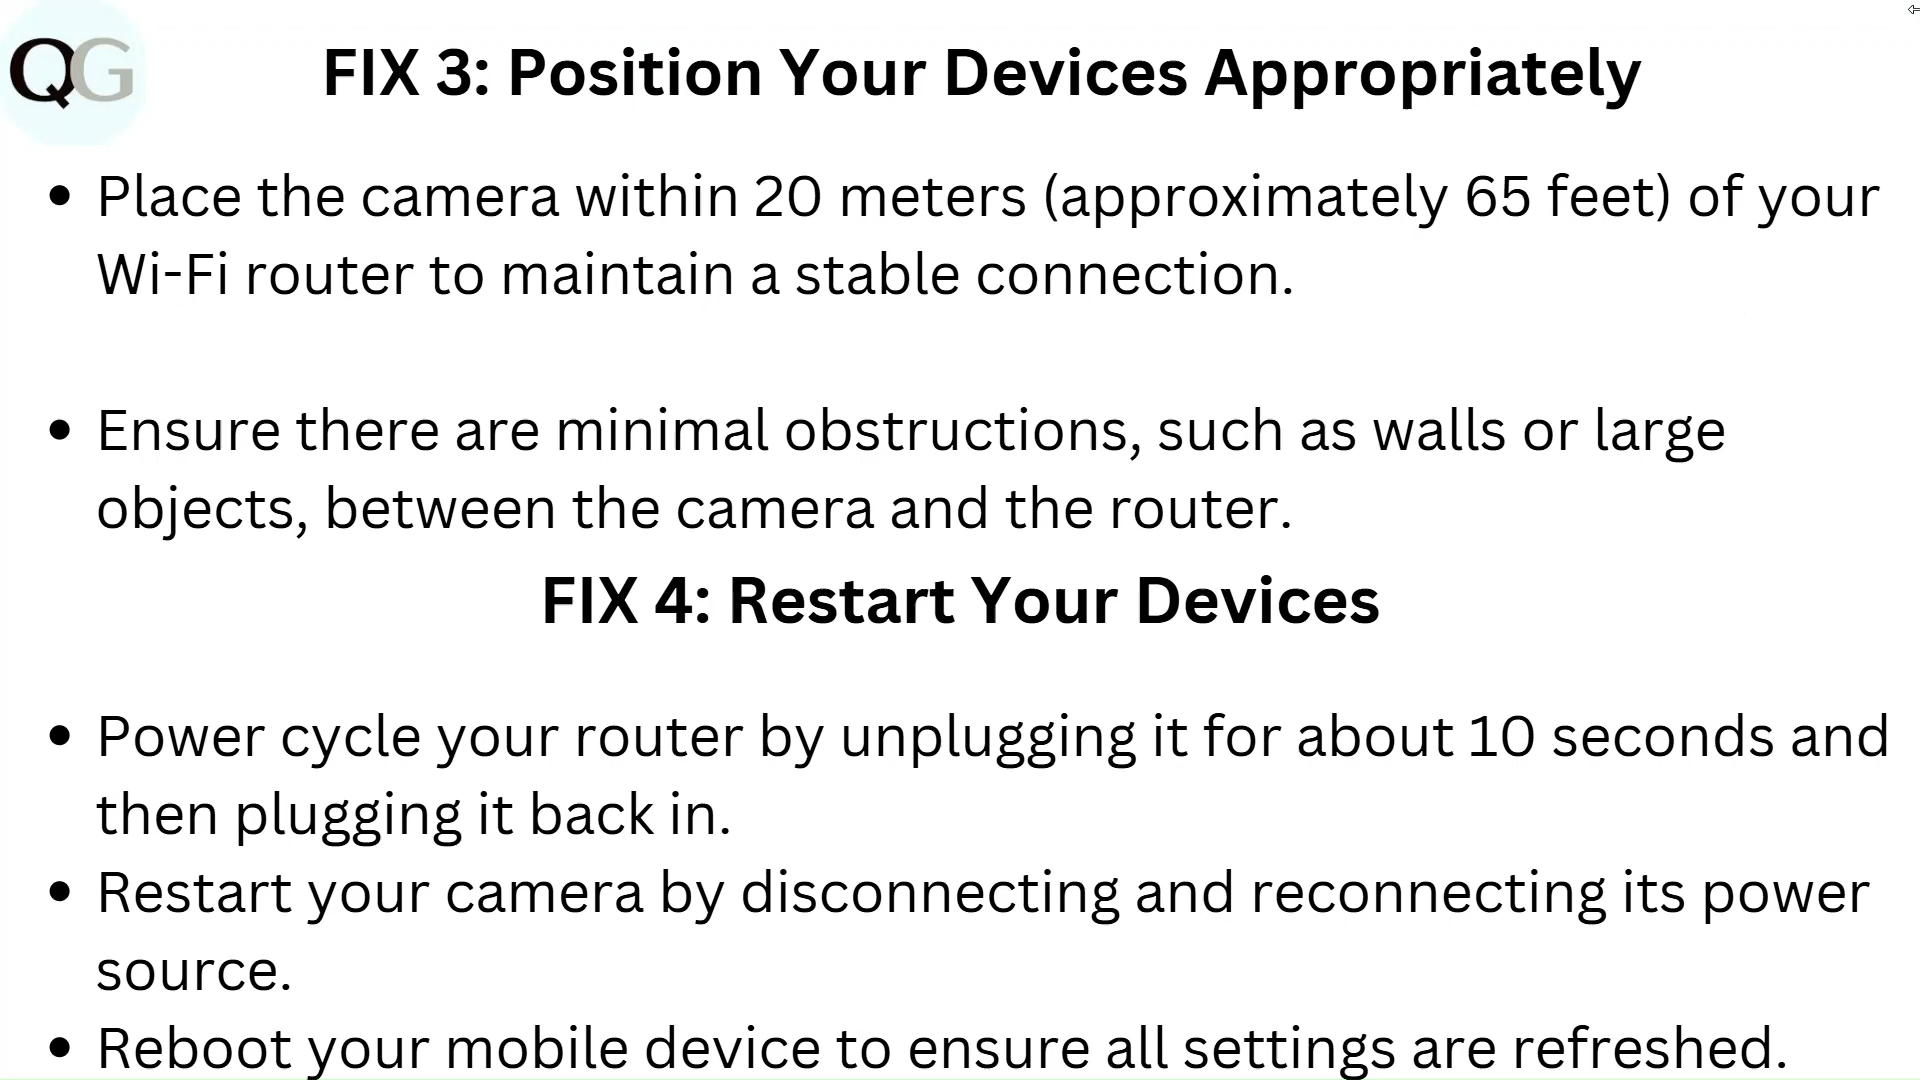 QG
FIX 3: Position Your Devices Appropriately
• Place the camera within 20 meters (approximately 65 feet) of your
Wi-Fi router to maintain a stable connection.
• Ensure there are minimal obstructions, such as walls or large
objects, between the camera and the router.
FIX 4: Restart Your Devices
• Power cycle your router by unplugging it for about 10 seconds and
then plugging it back in.
• Restart your camera by disconnecting and reconnecting its power
source.
• Reboot your mobile device to ensure all settings are refreshed.